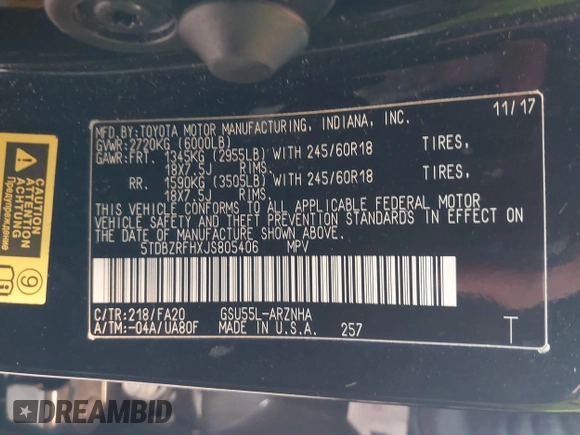 MFD. BY: TOYOTA MOTOR MANUFACTURING, INDIANA, INC. 11/17
GVWR: 2720KG (6000LB)
GAWR: FRT. 1345KG (2955LB) WITH 245/60R18 TIRES,
18X7.5J RIMS.
RR. 1590KG (3505LB) WITH 245/60R18 TIRES,
18X7.5J RIMS
THIS VEHICLE CONFORMS TO ALL APPLICABLE FEDERAL MOTOR
VEHICLE SAFETY AND THEFT PREVENTION STANDARDS IN EFFECT ON
THE DATE OF MANUFACTURE SHOWN ABOVE.
5TDBZRFHXJS805406 MPV
C/TR: 218/FA20 GSU55L-ARZNHA
A/TM: -04A/UA80F MADE IN U.S.A. 257 T
CAUTION
ATTENTION
ACHTUNG
Предупреждение
9
DREAMBID